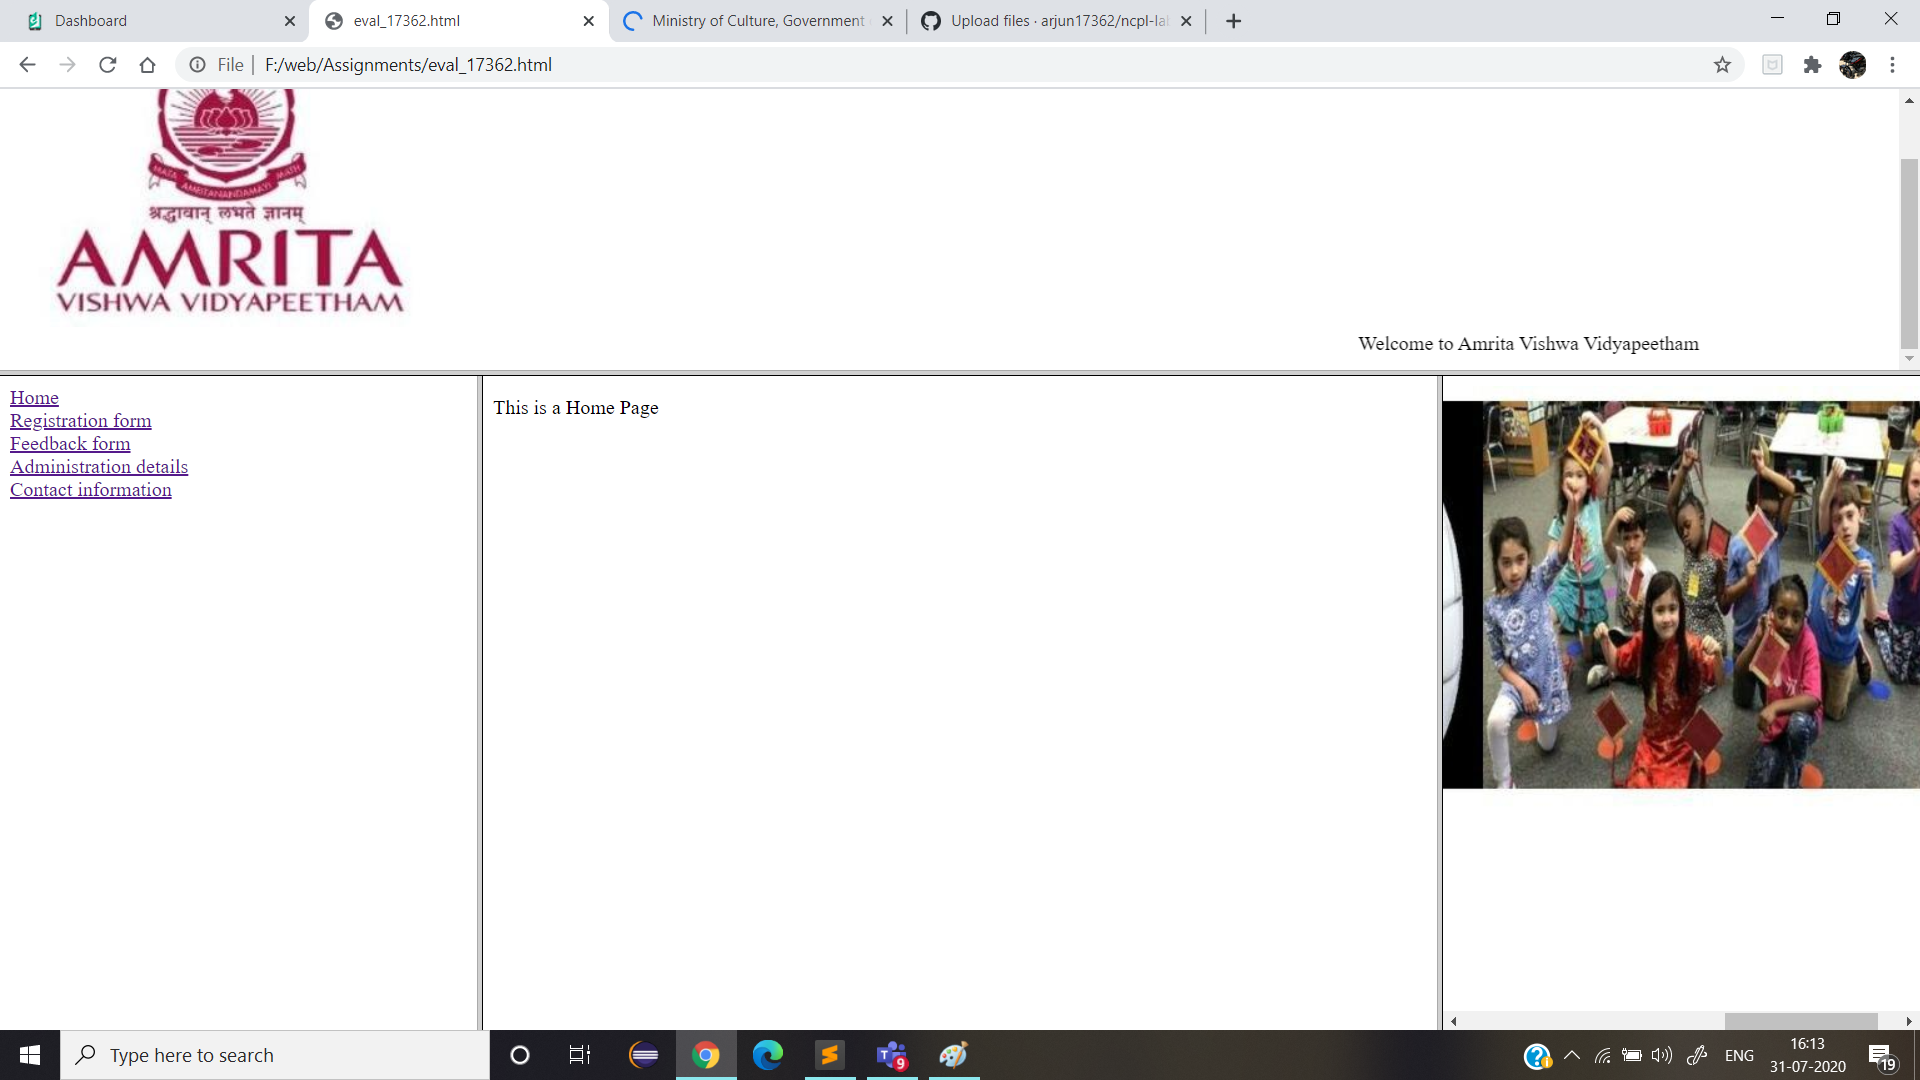 Dashboard
eval_17362.html
Ministry of Culture, Government
Upload files · arjun17362/ncpl-la
File
F:/web/Assignments/eval_17362.html
MATA AMRITANANDAMAYI MATH
श्रद्धावान् लभते ज्ञानम्
AMRITA
VISHWA VIDYAPEETHAM
Welcome to Amrita Vishwa Vidyapeetham
Home
Registration form
Feedback form
Administration details
Contact information
This is a Home Page
Type here to search
9
ENG
16:13
31-07-2020
19